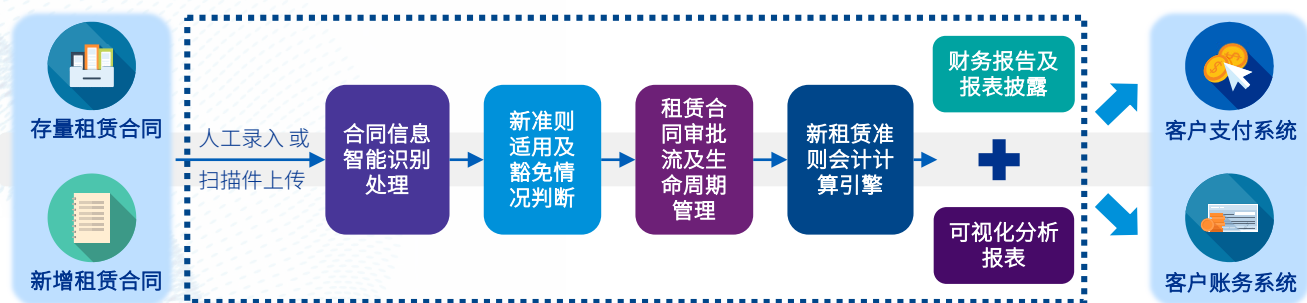 存量租赁合同
新增租赁合同
人工录入 或
扫描件上传
合同信息
智能识别
处理
新准则
适用及
豁免情
况判断
租赁合
同审批
流及生
命周期
管理
新租赁准
则会计计
算引擎
财务报告及
报表披露
可视化分析
报表
客户支付系统
客户账务系统